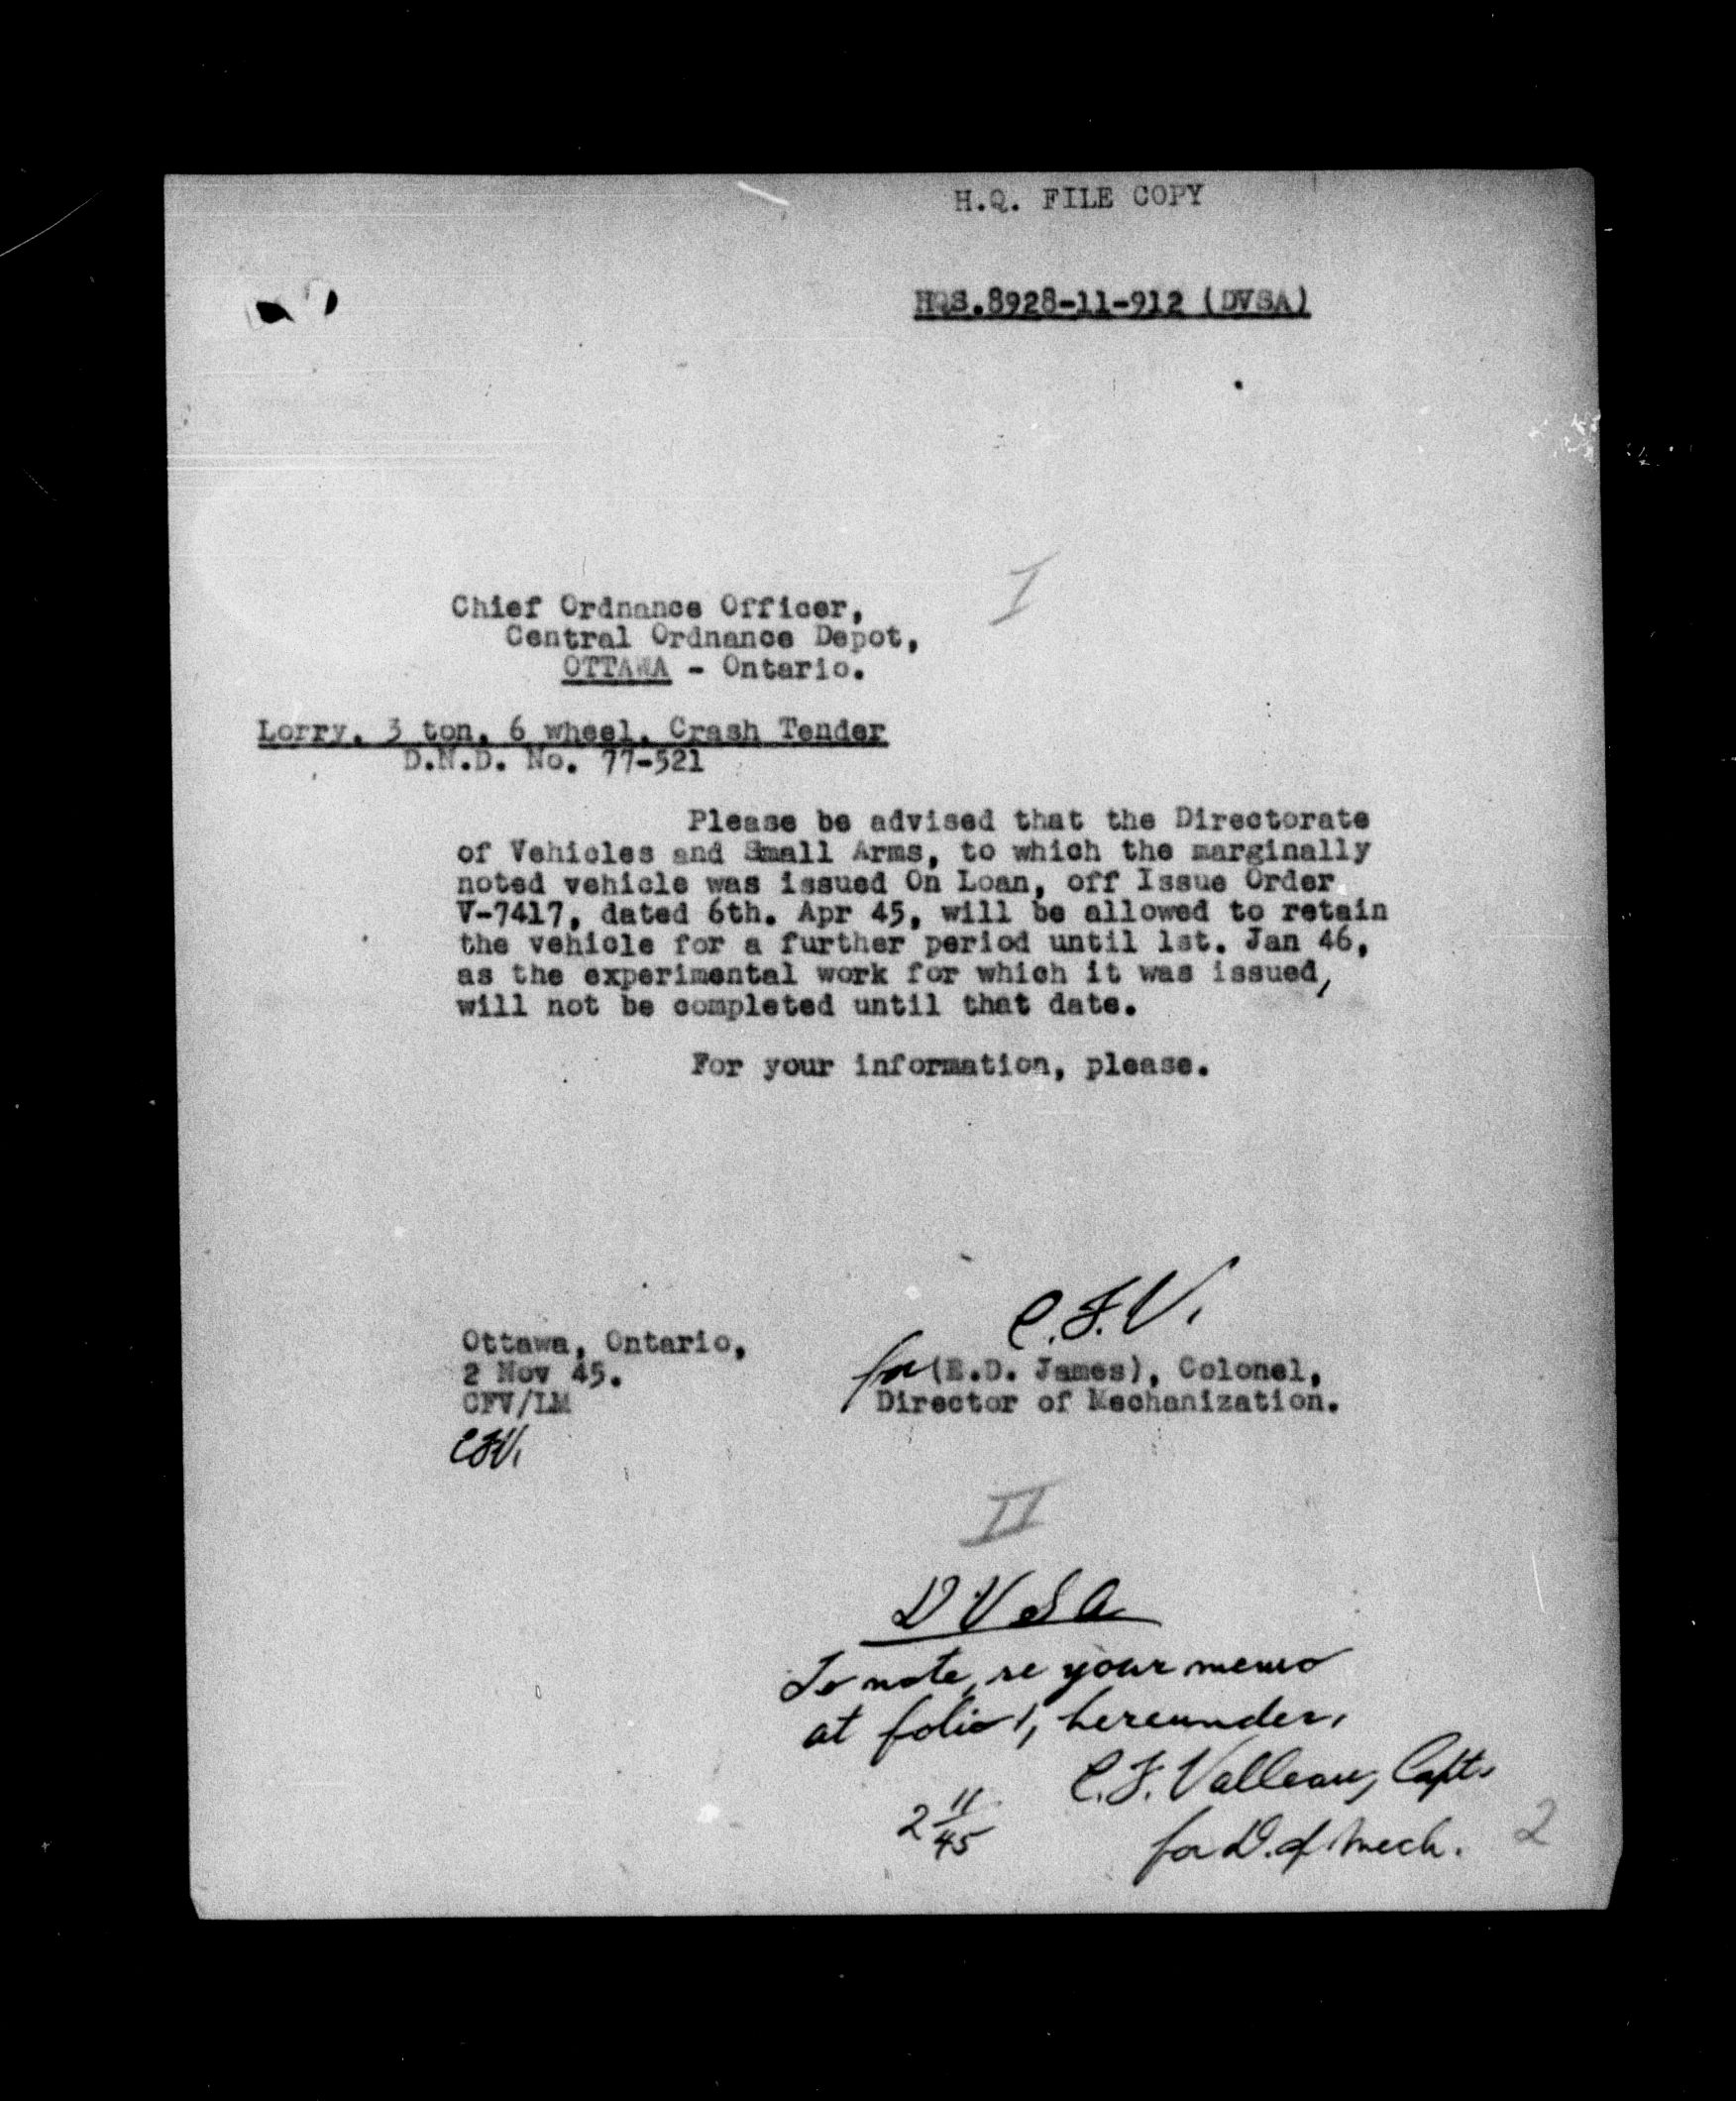 H.Q. FILE COPY
HQS.8928-11-912 (DVSA)
I
Chief Ordnance Officer,
Central Ordnance Depot,
OTTAWA - Ontario.
Lorry, 3 ton, 6 wheel, Crash Tender
D.N.D. No. 77-521
Please be advised that the Directorate
of Vehicles and Small Arms, to which the marginally
noted vehicle was issued On Loan, off Issue Order
V-7417, dated 6th. Apr 45, will be allowed to retain
the vehicle for a further period until 1st. Jan 46,
as the experimental work for which it was issued,
will not be completed until that date.
For your information, please.
C.F.V.
Ottawa, Ontario,
2 Nov 45.
CFV/LM
CFV.
for (E.D. James), Colonel,
Director of Mechanization.
II
DVSA
To note, re your memo
at folio 1, hereunder.
C.F. Valleau, Capt.
2 11/45
for D. of Mech.
2